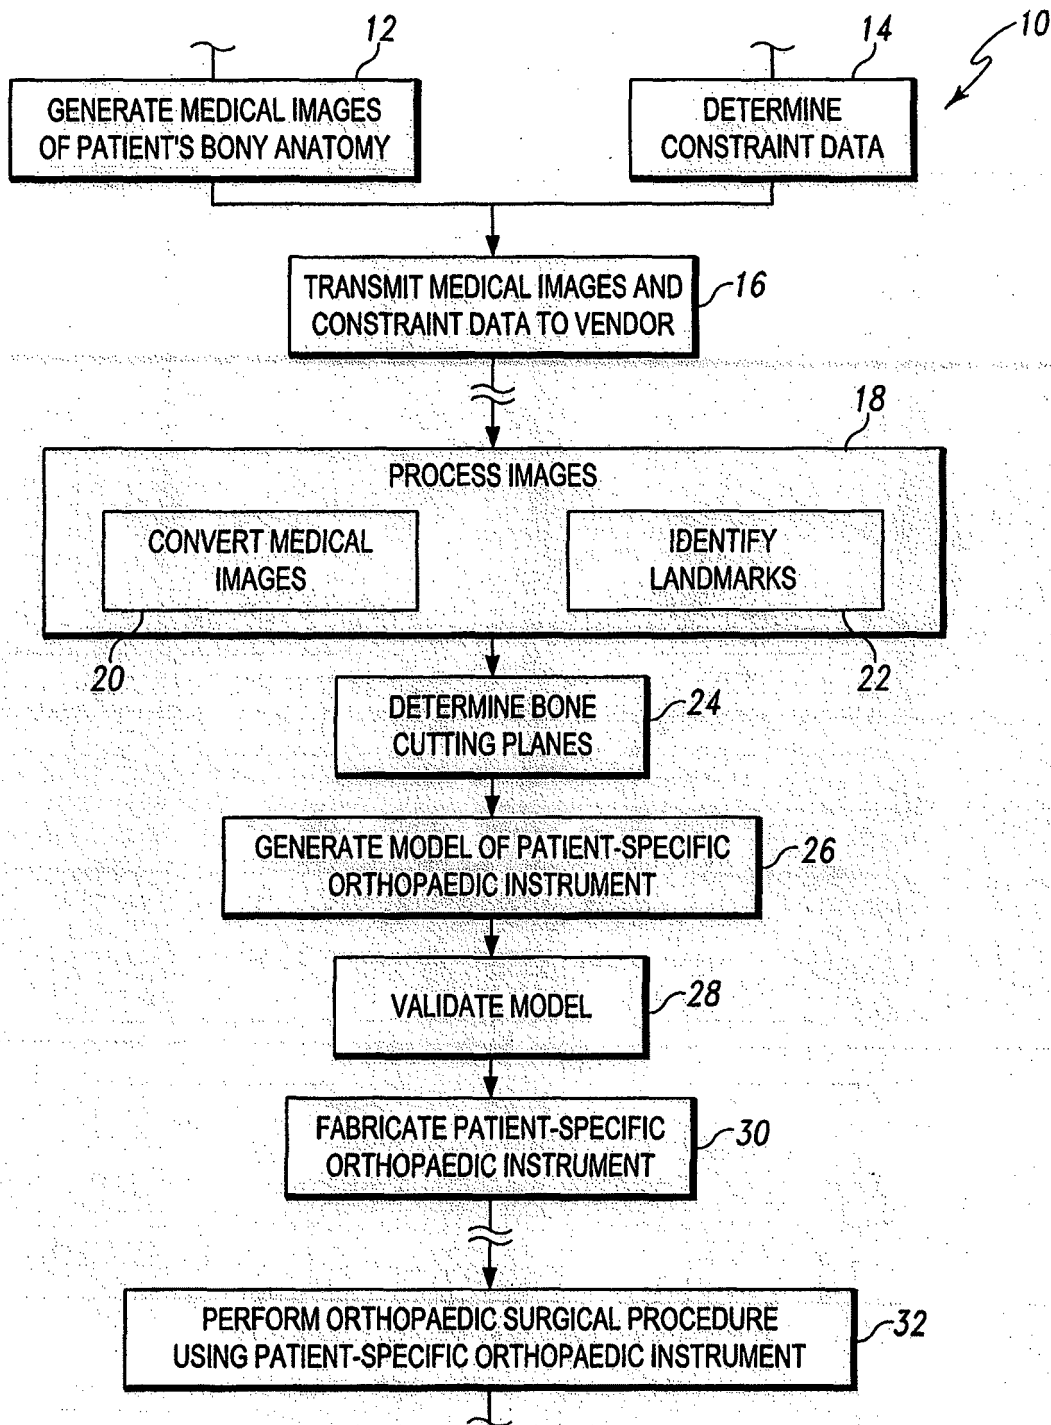 12
14
10
GENERATE MEDICAL IMAGES
OF PATIENT'S BONY ANATOMY
DETERMINE
CONSTRAINT DATA
TRANSMIT MEDICAL IMAGES AND
CONSTRAINT DATA TO VENDOR
16
18
PROCESS IMAGES
CONVERT MEDICAL
IMAGES
IDENTIFY
LANDMARKS
20
22
DETERMINE BONE
CUTTING PLANES
24
GENERATE MODEL OF PATIENT-SPECIFIC
ORTHOPAEDIC INSTRUMENT
26
VALIDATE MODEL
28
FABRICATE PATIENT-SPECIFIC
ORTHOPAEDIC INSTRUMENT
30
PERFORM ORTHOPAEDIC SURGICAL PROCEDURE
USING PATIENT-SPECIFIC ORTHOPAEDIC INSTRUMENT
32